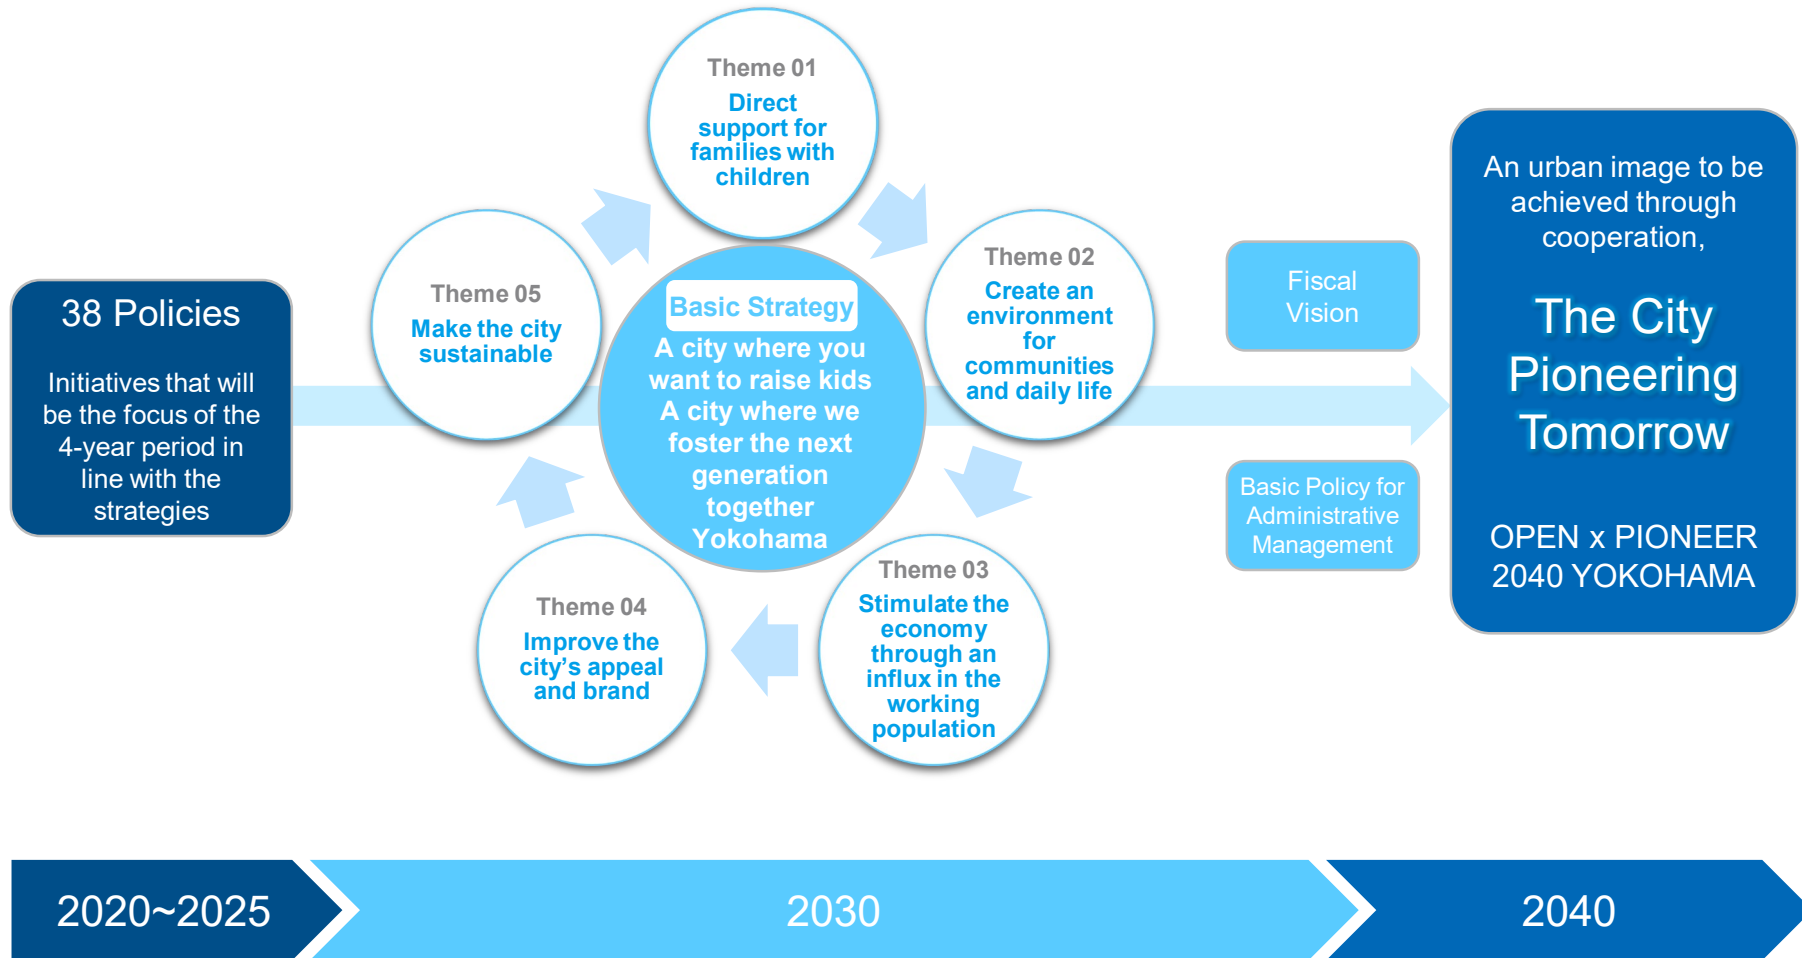 38 Policies
Initiatives that will
be the focus of the
4-year period in
line with the
strategies
Theme 01
Direct
support for
families with
children
Theme 02
Create an
environment
for
communities
and daily life
Theme 03
Stimulate the
economy
through an
influx in the
working
population
Theme 04
Improve the
city’s appeal
and brand
Theme 05
Make the city
sustainable
Basic Strategy
A city where you
want to raise kids
A city where we
foster the next
generation
together
Yokohama
Fiscal
Vision
Basic Policy for
Administrative
Management
An urban image to be
achieved through
cooperation,
The City
Pioneering
Tomorrow
OPEN x PIONEER
2040 YOKOHAMA
2020~2025
2030
2040